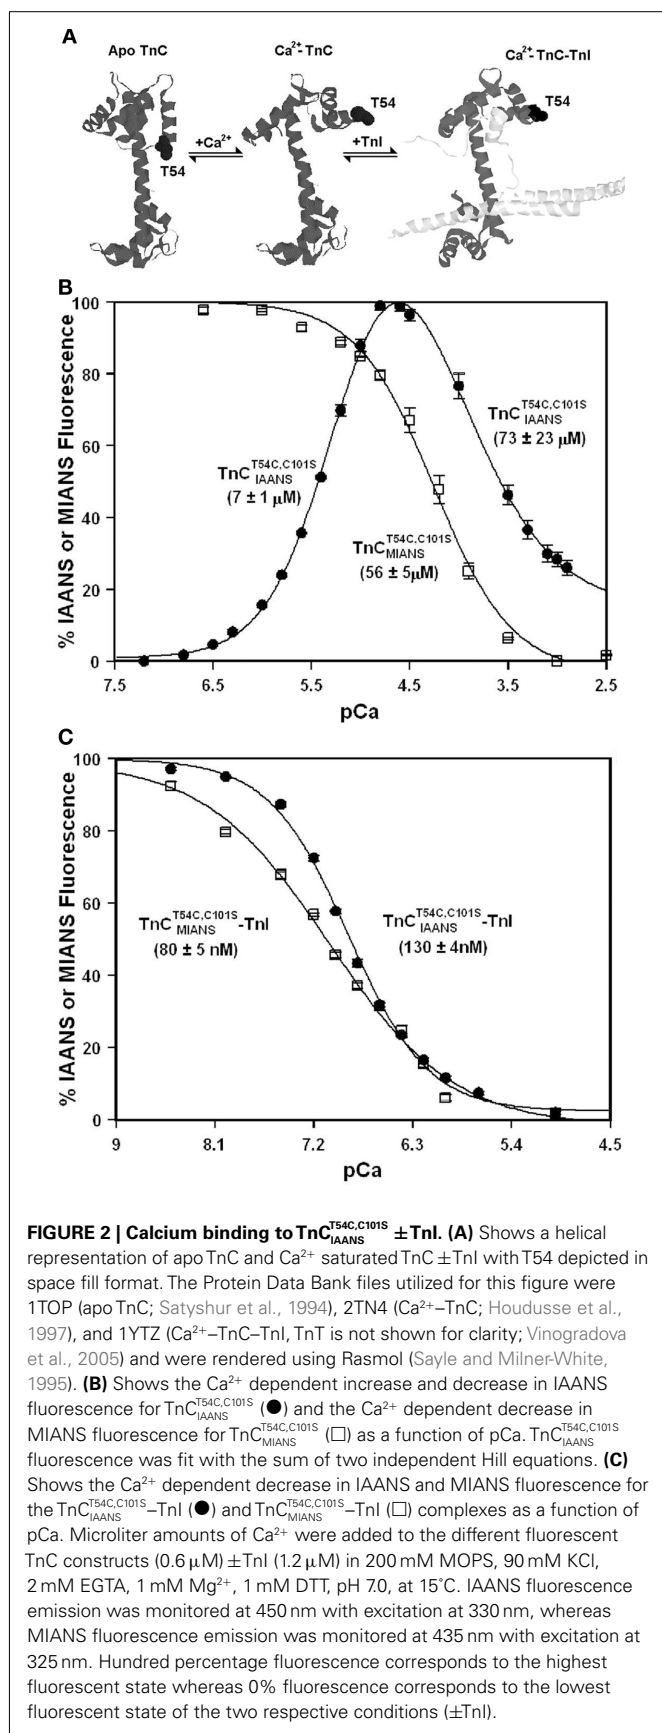 A
Apo TnC
Ca²⁺- TnC
Ca²⁺-TnC-TnI
T54
+Ca²⁺
T54
+TnI
T54
B
% IAANS or MIANS Fluorescence
100
80
60
40
20
0
TnC IAANS T54C,C101S
(73 ± 23 µM)
TnC IAANS T54C,C101S
(7 ± 1 µM)
TnC MIANS T54C,C101S
(56 ± 5µM)
7.5 6.5 5.5 4.5 3.5 2.5
pCa
C
% IAANS or MIANS Fluorescence
100
80
60
40
20
0
TnC MIANS T54C,C101S -TnI
(80 ± 5 nM)
TnC IAANS T54C,C101S -TnI
(130 ± 4nM)
9 8.1 7.2 6.3 5.4 4.5
pCa
FIGURE 2 | Calcium binding to TnC IAANS T54C,C101S ± TnI. (A) Shows a helical
representation of apo TnC and Ca²⁺ saturated TnC ± TnI with T54 depicted in
space fill format. The Protein Data Bank files utilized for this figure were
1TOP (apo TnC; Satyshur et al., 1994), 2TN4 (Ca²⁺–TnC; Houdusse et al.,
1997), and 1YTZ (Ca²⁺–TnC–TnI, TnT is not shown for clarity; Vinogradova
et al., 2005) and were rendered using Rasmol (Sayle and Milner-White,
1995). (B) Shows the Ca²⁺ dependent increase and decrease in IAANS
fluorescence for TnC IAANS T54C,C101S (●) and the Ca²⁺ dependent decrease in
MIANS fluorescence for TnC MIANS T54C,C101S (□) as a function of pCa. TnC IAANS T54C,C101S
fluorescence was fit with the sum of two independent Hill equations. (C)
Shows the Ca²⁺ dependent decrease in IAANS and MIANS fluorescence for
the TnC IAANS T54C,C101S –TnI (●) and TnC MIANS T54C,C101S –TnI (□) complexes as a function of
pCa. Microliter amounts of Ca²⁺ were added to the different fluorescent
TnC constructs (0.6 µM) ± TnI (1.2 µM) in 200 mM MOPS, 90 mM KCl,
2 mM EGTA, 1 mM Mg²⁺, 1 mM DTT, pH 7.0, at 15°C. IAANS fluorescence
emission was monitored at 450 nm with excitation at 330 nm, whereas
MIANS fluorescence emission was monitored at 435 nm with excitation at
325 nm. Hundred percentage fluorescence corresponds to the highest
fluorescent state whereas 0% fluorescence corresponds to the lowest
fluorescent state of the two respective conditions (±TnI).